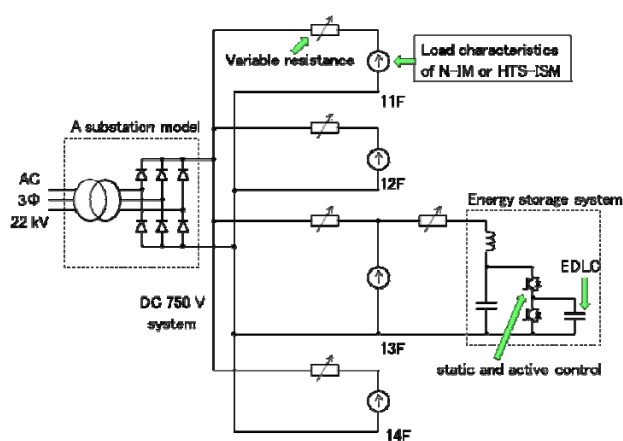 Variable resistance
Load characteristics
of N-IM or HTS-ISM
11F
A substation model
AC
3Φ
22 kV
12F
Energy storage system
EDLC
DC 750 V
system
13F
static and active control
14F